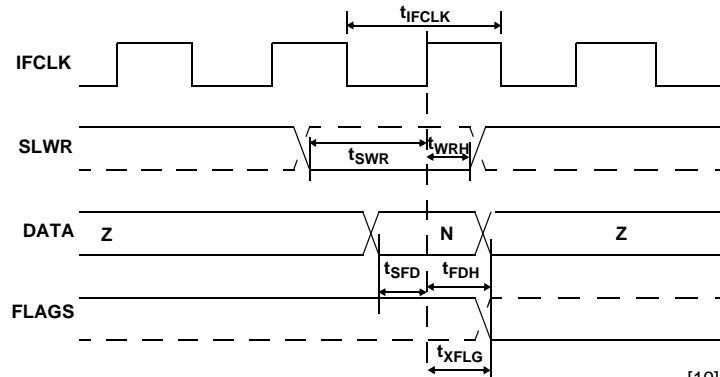 tIFCLK
IFCLK
SLWR
tSWR
tWRH
DATA
Z
N
Z
tSFD
tFDH
FLAGS
tXFLG